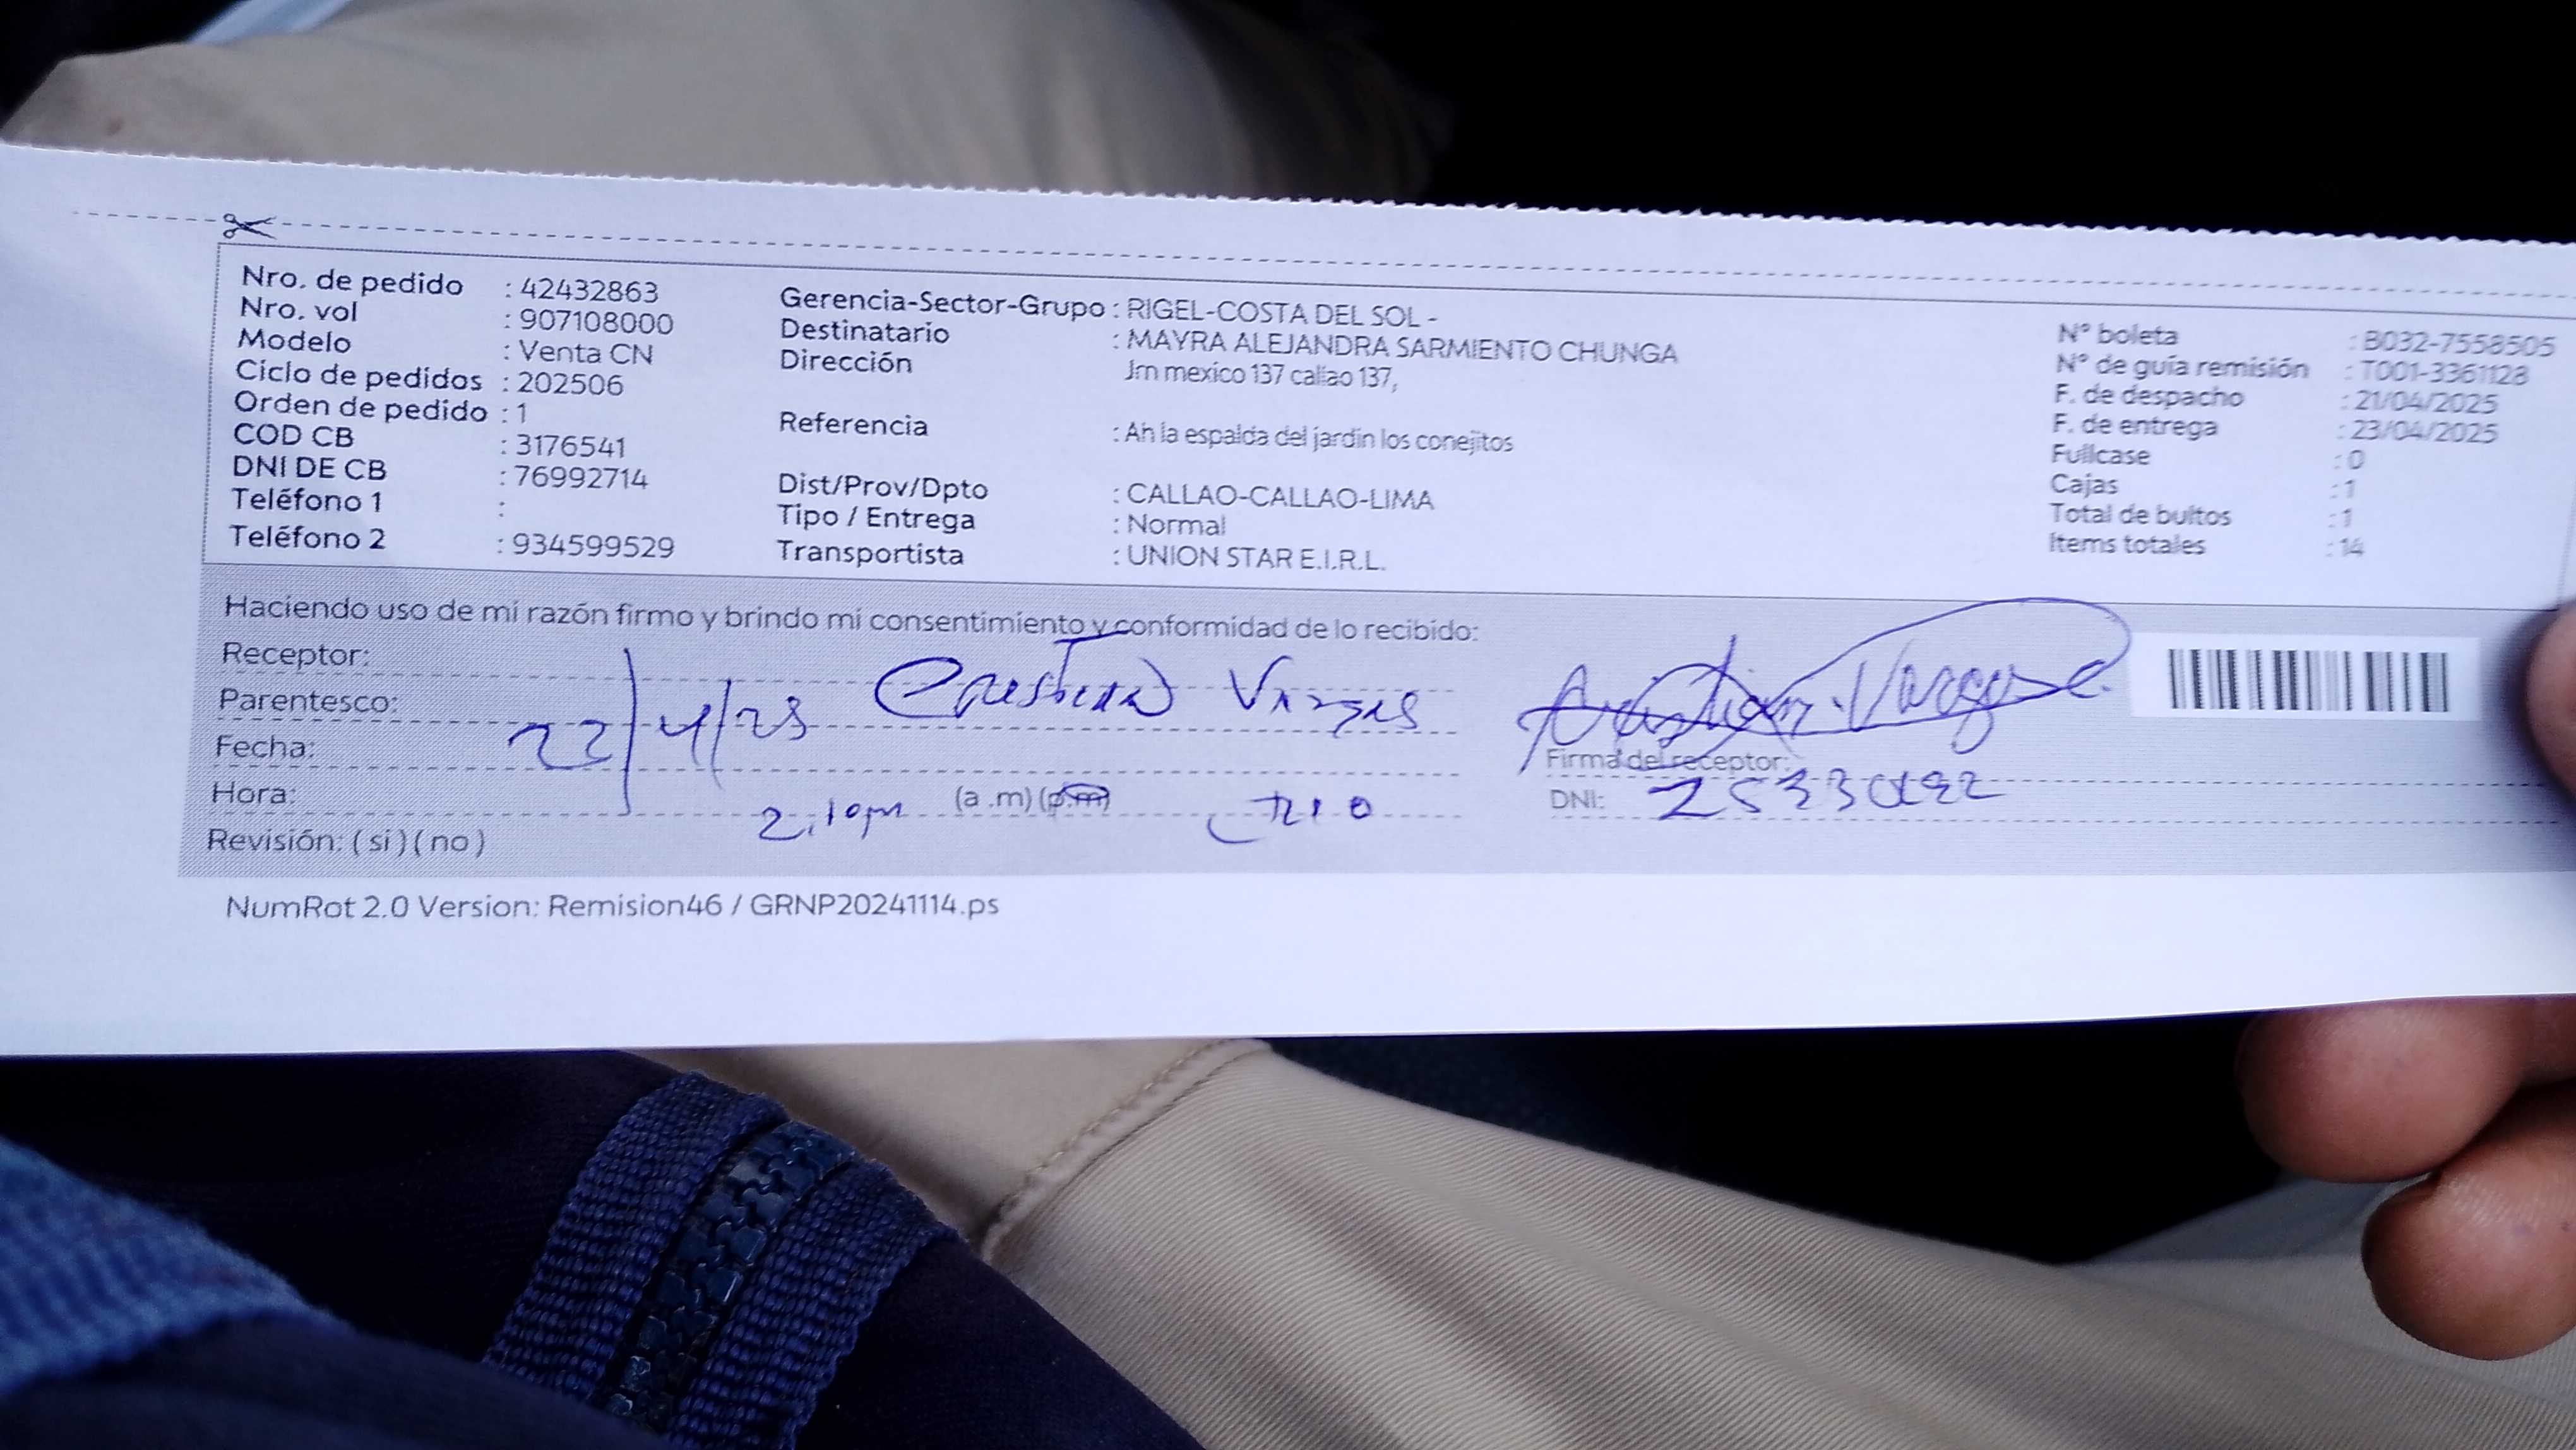 Nro. de pedido : 42432863
Nro. vol : 907108000
Modelo : Venta CN
Ciclo de pedidos : 202506
Orden de pedido : 1
COD CB : 3176541
DNI DE CB : 76992714
Teléfono 1 :
Teléfono 2 : 934599529
Gerencia-Sector-Grupo : RIGEL-COSTA DEL SOL -
Destinatario : MAYRA ALEJANDRA SARMIENTO CHUNGA
Dirección Jrn mexico 137 callao 137,
Referencia : Ah la espalda del jardin los conejitos
Dist/Prov/Dpto : CALLAO-CALLAO-LIMA
Tipo / Entrega : Normal
Transportista : UNION STAR E.I.R.L.
N° boleta : B032-7558505
N° de guía remisión : T001-3361128
F. de despacho : 21/04/2025
F. de entrega : 23/04/2025
Fullcase : 0
Cajas : 1
Total de bultos : 1
Items totales : 14
Haciendo uso de mi razón firmo y brindo mi consentimiento y conformidad de lo recibido:
Receptor:
Parentesco: Vargas
Fecha: 22/4/25
Hora: 2.10pm (a .m) (p.m)
Revisión: ( si ) ( no )
Firma del receptor:
DNI:
NumRot 2.0 Version: Remision46 / GRNP20241114.ps